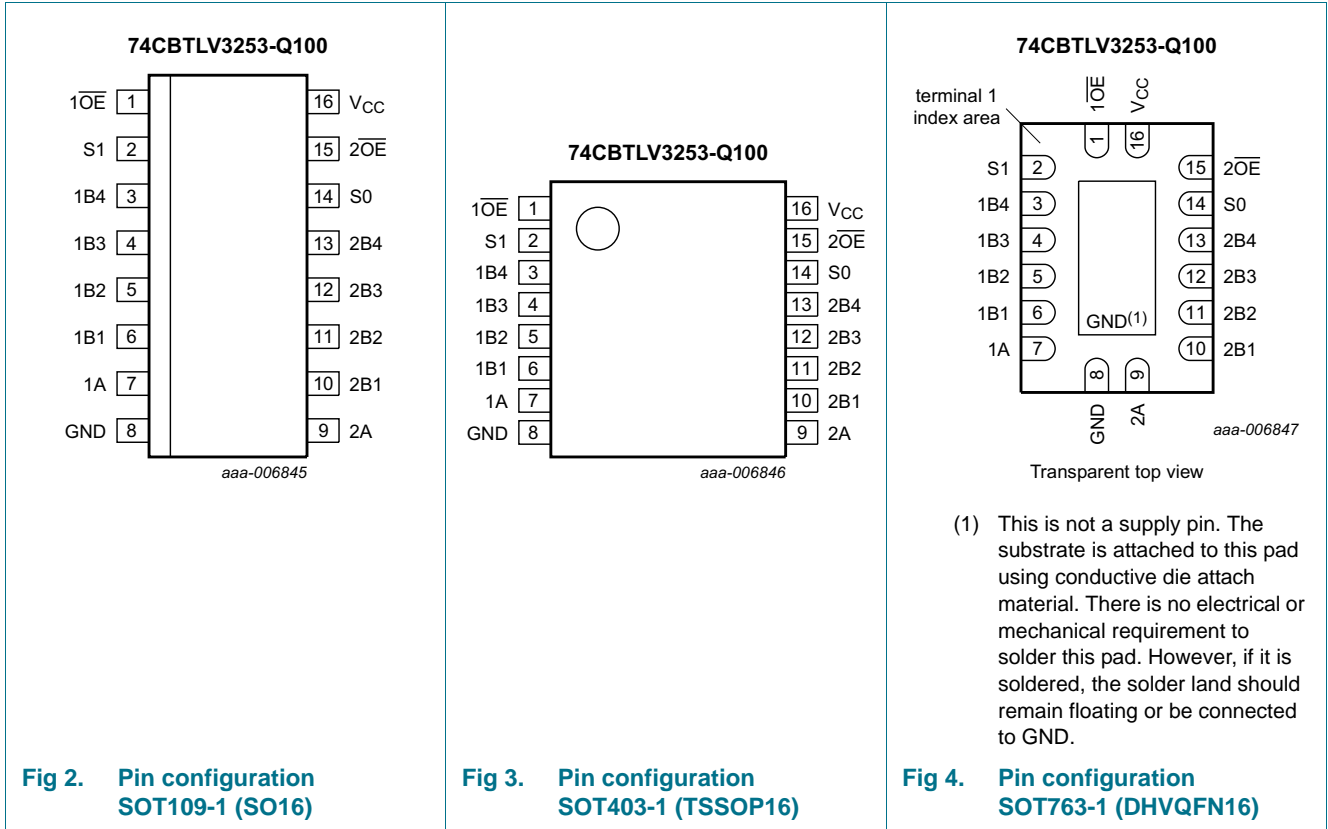 74CBTLV3253-Q100
1O̅E̅ 1
16 VCC
S1 2
15 2O̅E̅
1B4 3
14 S0
1B3 4
13 2B4
1B2 5
12 2B3
1B1 6
11 2B2
1A 7
10 2B1
GND 8
9 2A
aaa-006845
Fig 2. Pin configuration
SOT109-1 (SO16)
74CBTLV3253-Q100
1O̅E̅ 1
16 VCC
S1 2
15 2O̅E̅
1B4 3
14 S0
1B3 4
13 2B4
1B2 5
12 2B3
1B1 6
11 2B2
1A 7
10 2B1
GND 8
9 2A
aaa-006846
Fig 3. Pin configuration
SOT403-1 (TSSOP16)
74CBTLV3253-Q100
terminal 1
index area
1O̅E̅
VCC
1
16
S1 2
15 2O̅E̅
1B4 3
14 S0
1B3 4
13 2B4
1B2 5
12 2B3
1B1 6
11 2B2
GND(1)
1A 7
10 2B1
8
9
GND
2A
aaa-006847
Transparent top view
(1) This is not a supply pin. The
substrate is attached to this pad
using conductive die attach
material. There is no electrical or
mechanical requirement to
solder this pad. However, if it is
soldered, the solder land should
remain floating or be connected
to GND.
Fig 4. Pin configuration
SOT763-1 (DHVQFN16)